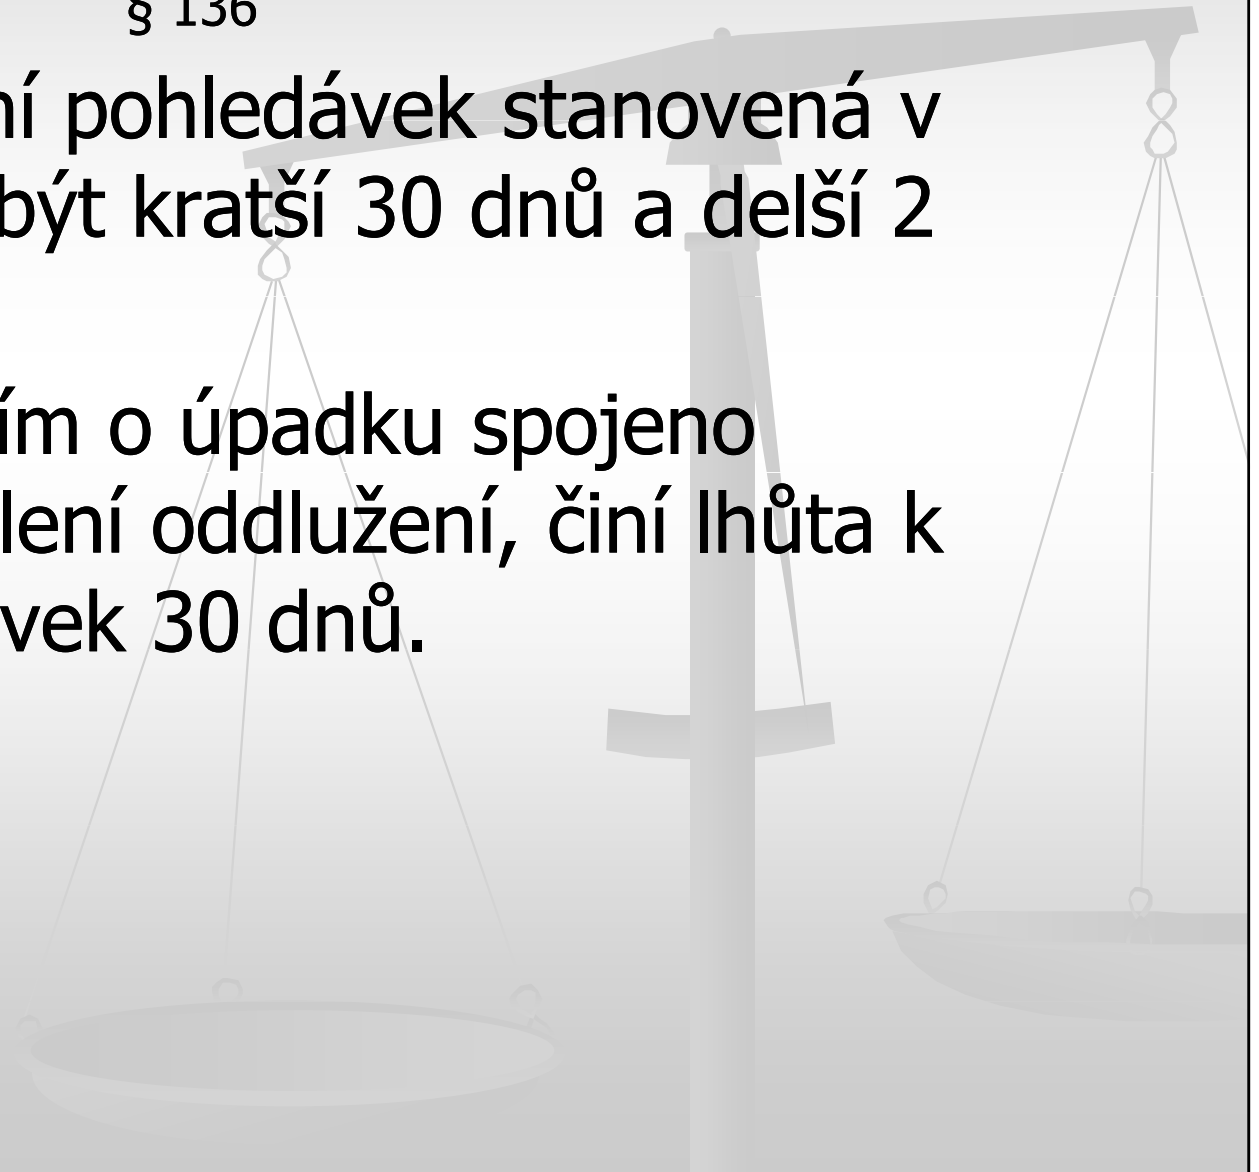 § 136
ní pohledávek stanovená v
být kratší 30 dnů a delší 2
ím o úpadku spojeno
lení oddlužení, činí lhůta k
vek 30 dnů.